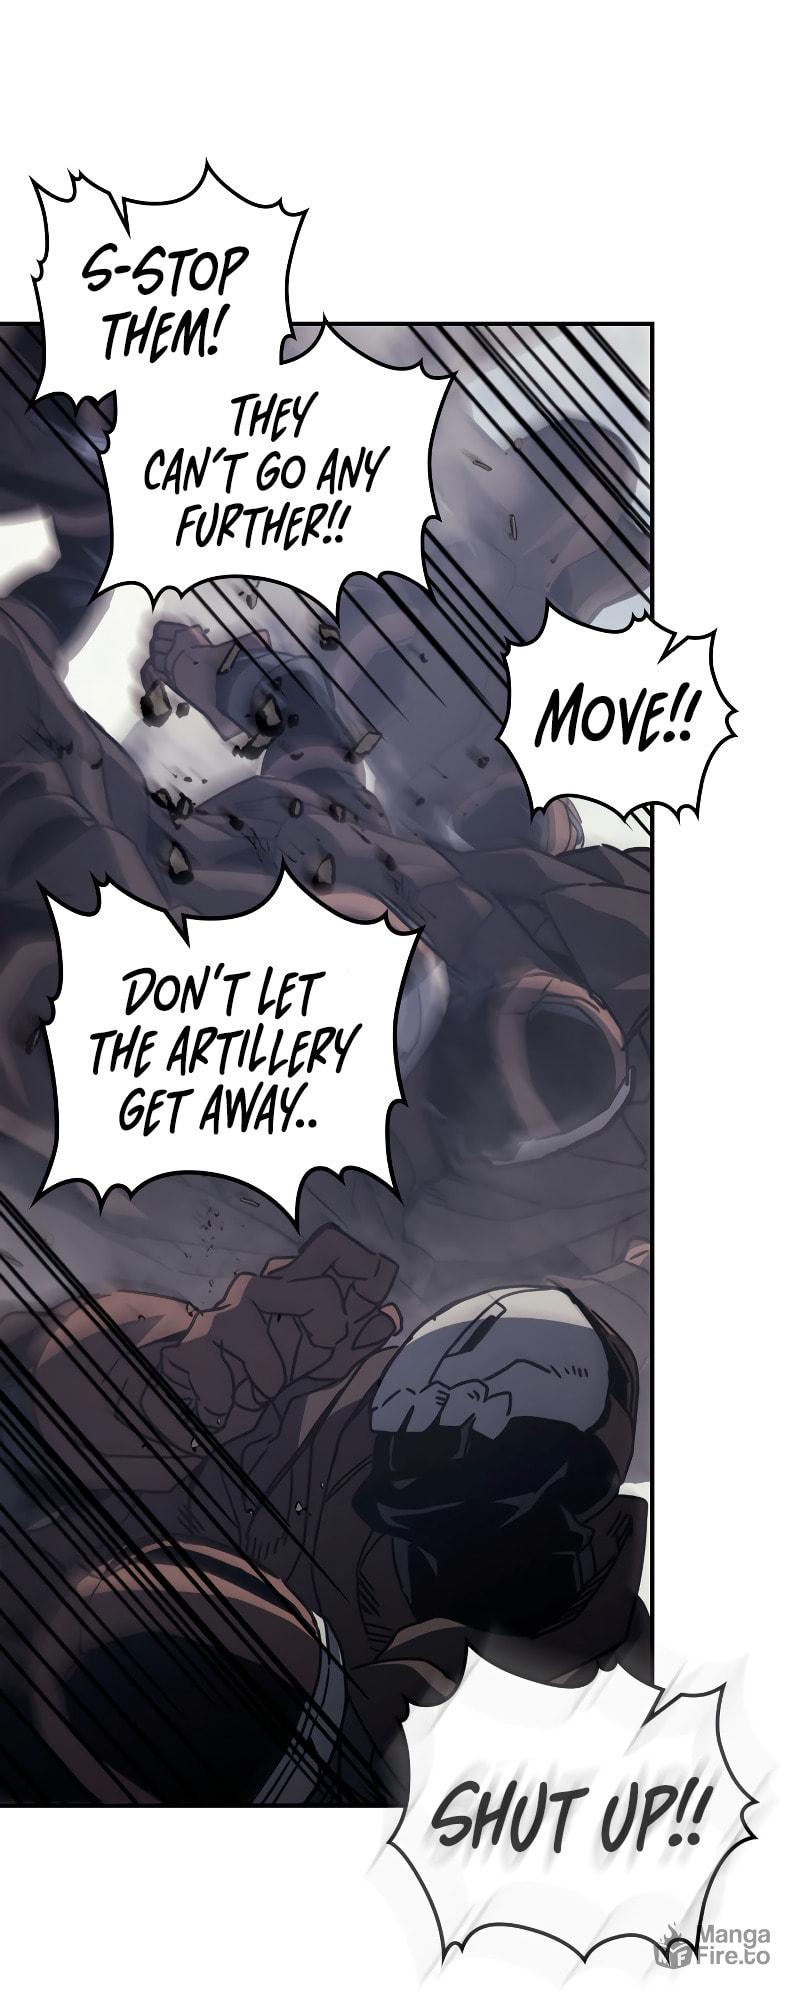 S-STOP
THEM!
THEY
CAN'T GO ANY
FURTHER!!
MOVE!!
DON'T LET
THE ARTILLERY
GET AWAY..
SHUT UP!!
Manga
Fire.to